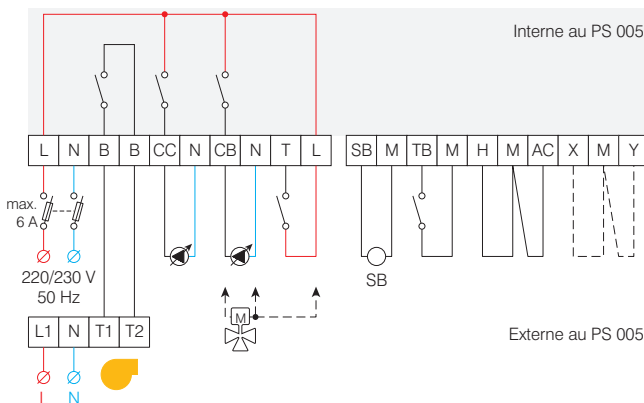 Interne au PS 005
L N B B CC N CB N T L SB M TB M H M AC X M Y
max.
6 A
220/230 V
50 Hz
SB
M
L1 N T1 T2
Externe au PS 005
L N